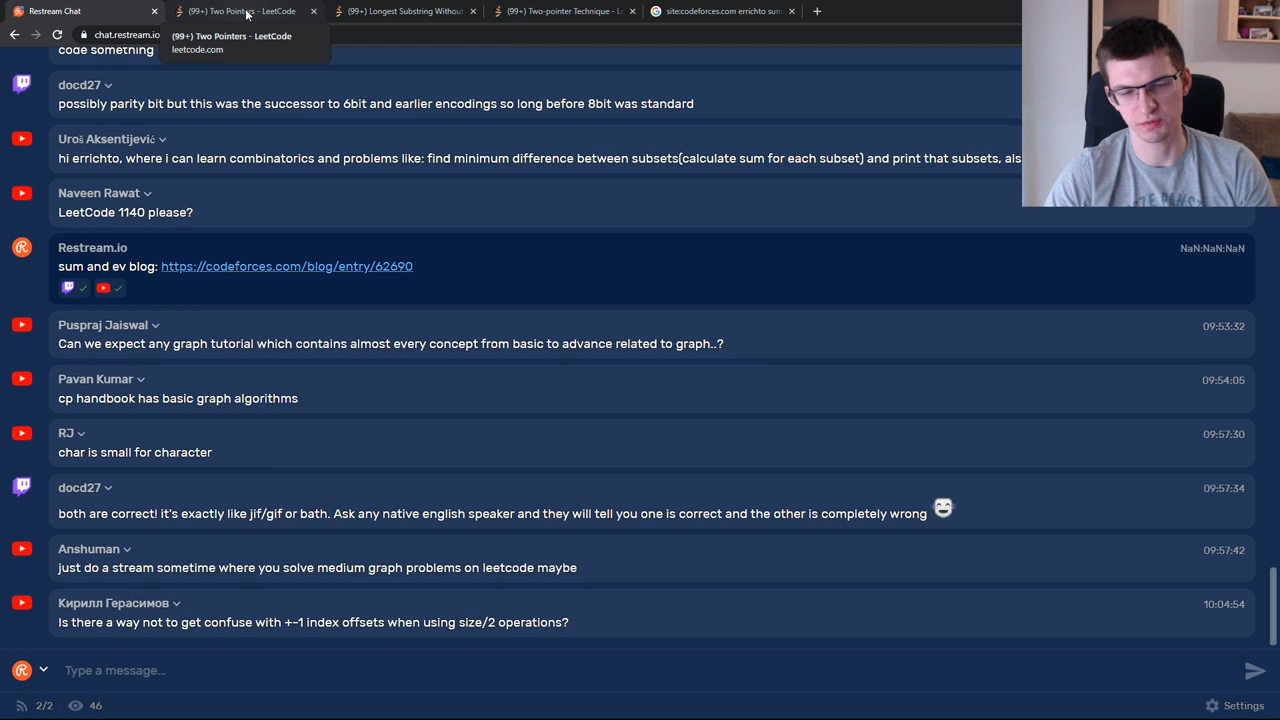 Restream Chat
(99+) Two Pointers - LeetCode
(99+) Longest Substring Withou
(99+) Two-pointer Technique - L
site:codeforces.com errichto sum
chat.restream.io
(99+) Two Pointers - LeetCode
leetcode.com
code something
docd27
possibly parity bit but this was the successor to 6bit and earlier encodings so long before 8bit was standard
Uroš Aksentijević
hi errichto, where i can learn combinatorics and problems like: find minimum difference between subsets(calculate sum for each subset) and print that subsets, als
Naveen Rawat
LeetCode 1140 please?
Restream.io
NaN:NaN:NaN
sum and ev blog: https://codeforces.com/blog/entry/62690
Puspraj Jaiswal
09:53:32
Can we expect any graph tutorial which contains almost every concept from basic to advance related to graph..?
Pavan Kumar
09:54:05
cp handbook has basic graph algorithms
RJ
09:57:30
char is small for character
docd27
09:57:34
both are correct! it's exactly like jif/gif or bath. Ask any native english speaker and they will tell you one is correct and the other is completely wrong
Anshuman
09:57:42
just do a stream sometime where you solve medium graph problems on leetcode maybe
Кирилл Герасимов
10:04:54
Is there a way not to get confuse with +-1 index offsets when using size/2 operations?
Type a message...
2/2
46
Settings